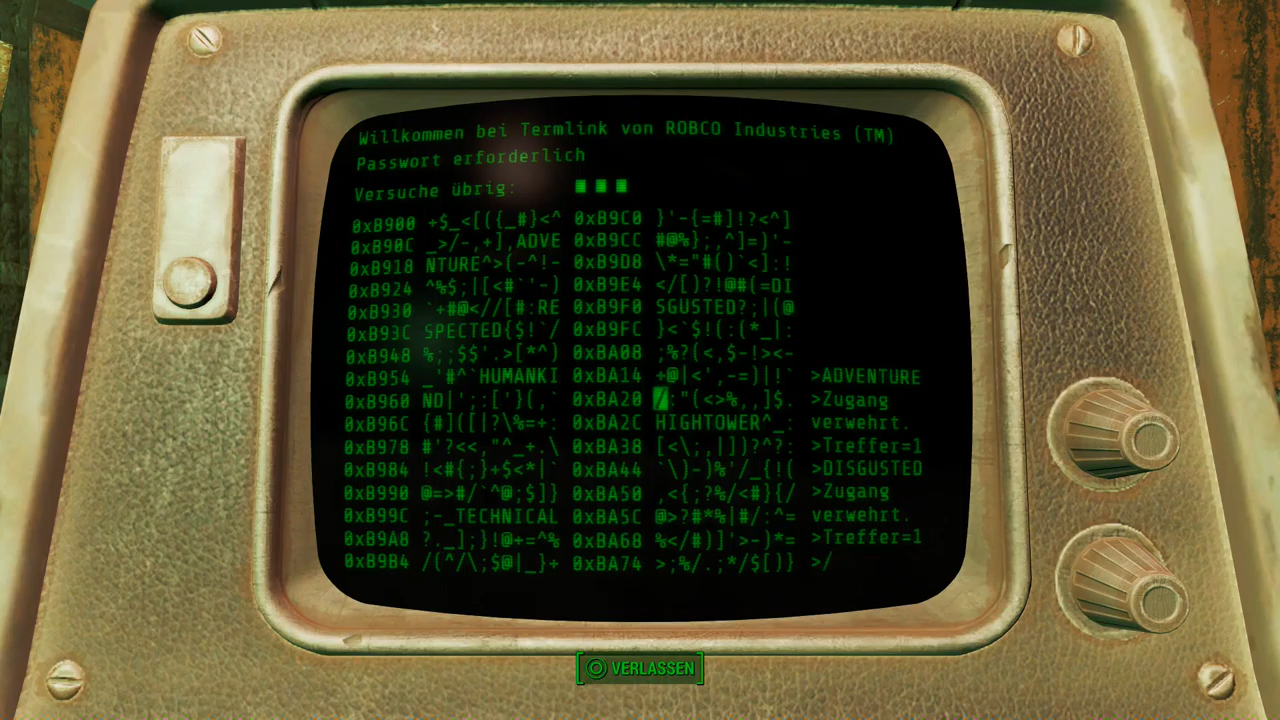 Willkommen bei Termlink von ROBCO Industries (TM)
Passwort erforderlich
Versuche übrig: ■ ■ ■
0xB900 +$_<[({_#}<^ 0xB9C0 }'-{=#]!?<^]
0xB90C _>/-,+],ADVE 0xB9CC #@%};,^]=)'-
0xB918 NTURE^>(-^!- 0xB9D8 \*="#()`<]:!
0xB924 ^%$;|[<#`'-) 0xB9E4 </[)?!@#(=DI
0xB930 `+#@<//[#:RE 0xB9F0 SGUSTED?;|(@
0xB93C SPECTED{$!`/ 0xB9FC }<`$!(:(*_|:
0xB948 %;;$$'.>[*^) 0xBA08 ;%?(<,$-!><-
0xB954 _'#^`HUMANKI 0xBA14 +@|<',-=)|!` >ADVENTURE
0xB960 ND|';:['}(,` 0xBA20 /:"(<>%,,]$. >Zugang
0xB96C {#]([|?\%=+: 0xBA2C HIGHTOWER^_: verwehrt.
0xB978 #'?<<,"^_+.\ 0xBA38 [<\;,|])?^?: >Treffer=1
0xB984 !<#{;}+$<*|` 0xBA44 `\)-)%'/_{!( >DISGUSTED
0xB990 @=>#/`^@;$]} 0xBA50 ,<{;?%/<#}{/ >Zugang
0xB99C ;-_TECHNICAL 0xBA5C @>?#*%|#/:^= verwehrt.
0xB9A8 ?._];}!@+=^% 0xBA68 %</#)]'>-)*= >Treffer=1
0xB9B4 /(^/\;$@|_}+ 0xBA74 >;%/.;*/$[)} >/
VERLASSEN